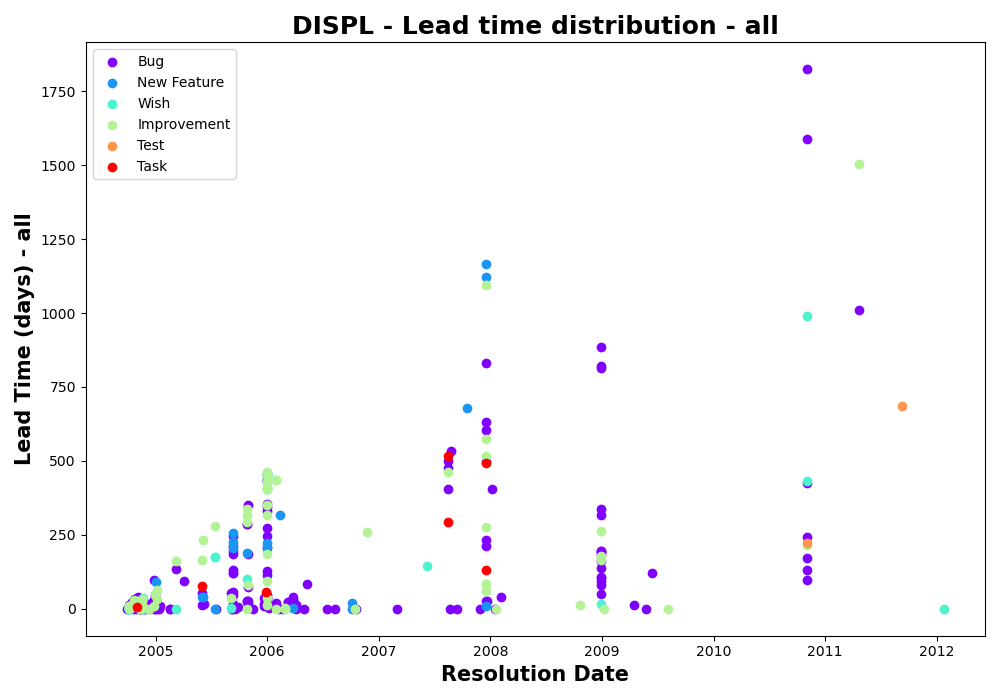 DISPL - Lead time distribution - all
Bug
New Feature
Wish
Improvement
Test
Task
Lead Time (days) - all
1750
1500
1250
1000
750
500
250
0
2005 2006 2007 2008 2009 2010 2011 2012
Resolution Date